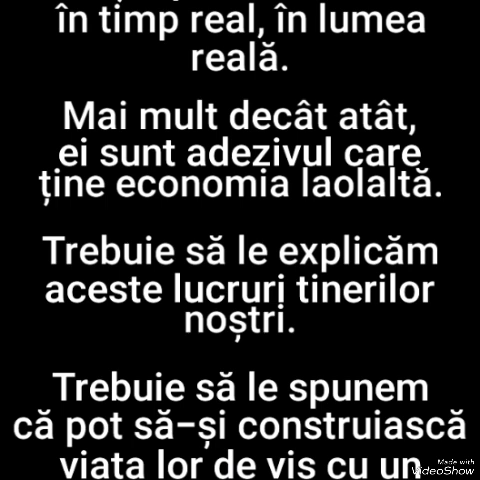 în timp real, în lumea
reală.
Mai mult decât atât,
ei sunt adezivul care
ține economia laolaltă.
Trebuie să le explicăm
aceste lucruri tinerilor
noștri.
Trebuie să le spunem
că pot să-și construiască
viata lor de vis cu un
Made with
VideoShow